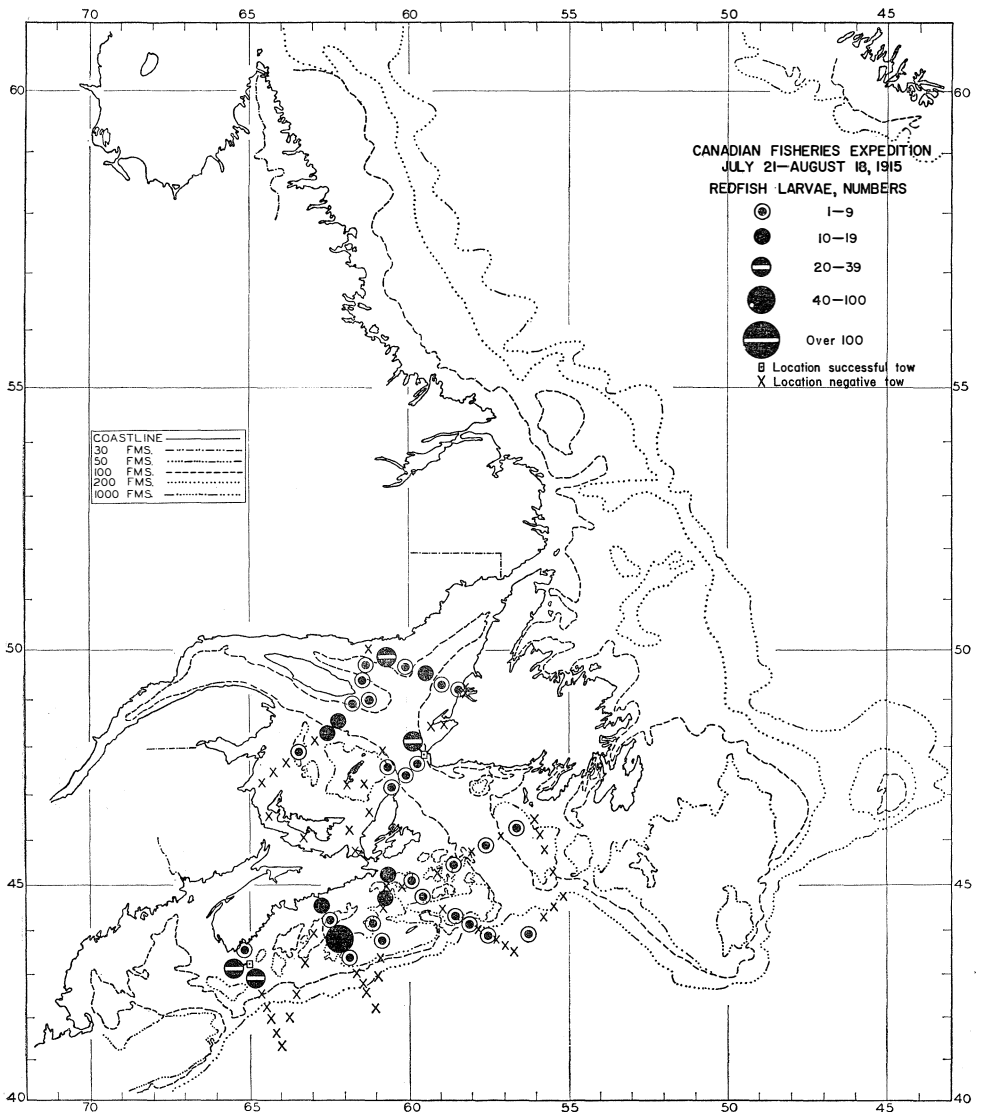 70 65 60 55 50 45
60 60
CANADIAN FISHERIES EXPEDITION
JULY 21—AUGUST 18, 1915
REDFISH LARVAE, NUMBERS
1—9
10—19
20—39
40—100
Over 100
Location successful tow
X Location negative tow
55 55
COASTLINE
30 FMS.
50 FMS.
100 FMS.
200 FMS.
1000 FMS.
50 50
45 45
40 40
70 65 60 55 50 45